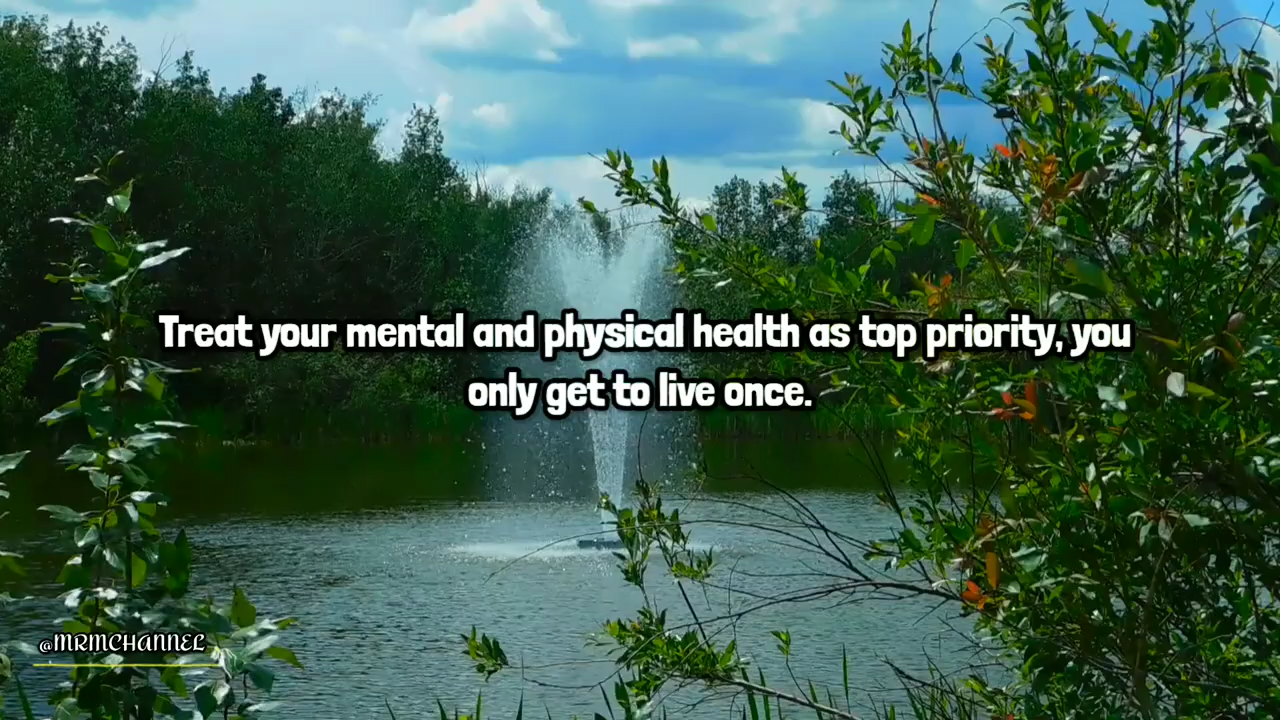 Treat your mental and physical health as top priority, you
only get to live once.
@MRMCHANNEL